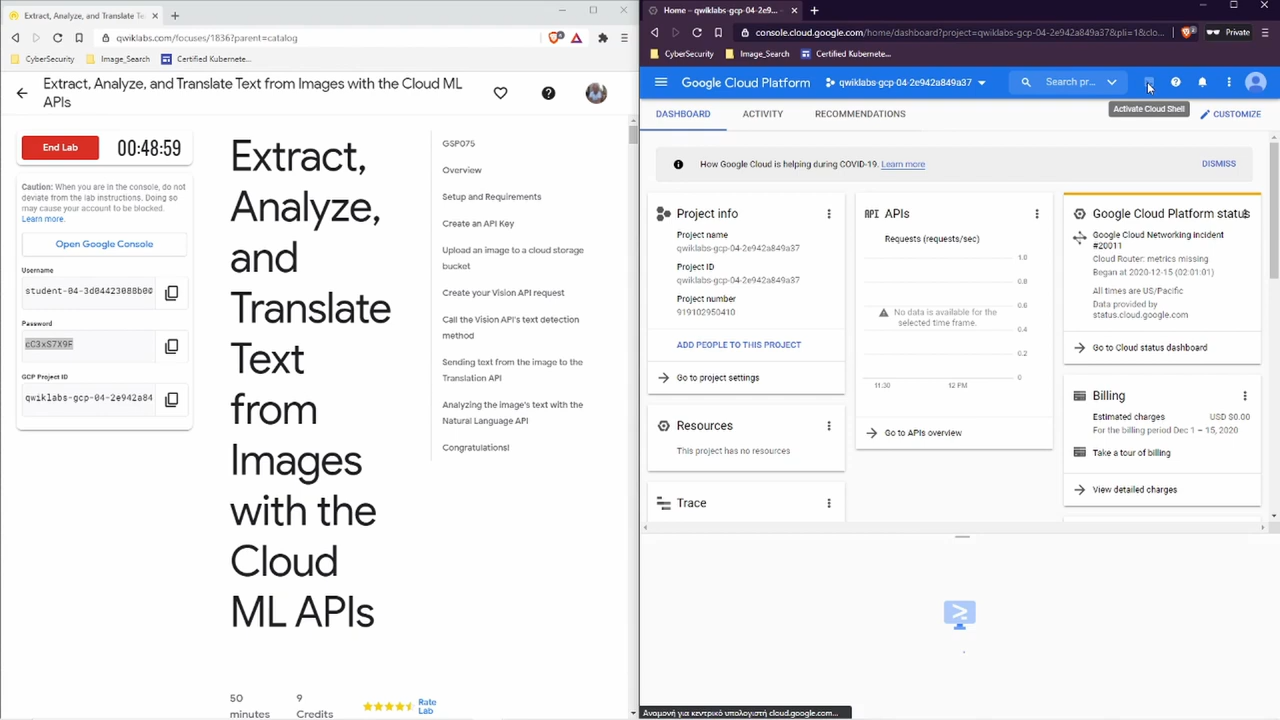 Extract, Analyze, and Translate Te
qwiklabs.com/focuses/1836?parent=catalog
CyberSecurity
Image_Search
Certified Kubernete...
Extract, Analyze, and Translate Text from Images with the Cloud ML
APIs
End Lab
00:48:59
Caution: When you are in the console, do not
deviate from the lab instructions. Doing so
may cause your account to be blocked.
Learn more.
Open Google Console
Username
student-04-3d04423088b0@
Password
cC3xS7X9F
GCP Project ID
qwiklabs-gcp-04-2e942a84
Extract,
Analyze,
and
Translate
Text
from
Images
with the
Cloud
ML APIs
50
minutes
9
Credits
Rate
Lab
GSP075
Overview
Setup and Requirements
Create an API Key
Upload an image to a cloud storage
bucket
Create your Vision API request
Call the Vision API's text detection
method
Sending text from the image to the
Translation API
Analyzing the image's text with the
Natural Language API
Congratulations!
Home – qwiklabs-gcp-04-2e9...
console.cloud.google.com/home/dashboard?project=qwiklabs-gcp-04-2e942a849a37&pli=1&clo...
Private
CyberSecurity
Image_Search
Certified Kubernete...
Google Cloud Platform
qwiklabs-gcp-04-2e942a849a37
Search pr...
Activate Cloud Shell
DASHBOARD
ACTIVITY
RECOMMENDATIONS
CUSTOMIZE
How Google Cloud is helping during COVID-19. Learn more
DISMISS
Project info
Project name
qwiklabs-gcp-04-2e942a849a37
Project ID
qwiklabs-gcp-04-2e942a849a37
Project number
919102950410
ADD PEOPLE TO THIS PROJECT
Go to project settings
Resources
This project has no resources
Trace
API APIs
Requests (requests/sec)
1.0
0.8
0.6
0.4
0.2
0
No data is available for the
selected time frame.
11:30
12 PM
Go to APIs overview
Google Cloud Platform status
Google Cloud Networking Incident
#20011
Cloud Router: metrics missing
Began at 2020-12-15 (02:01:01)
All times are US/Pacific
Data provided by
status.cloud.google.com
Go to Cloud status dashboard
Billing
Estimated charges
USD $0.00
For the billing period Dec 1 – 15, 2020
Take a tour of billing
View detailed charges
Αναμονή για κεντρικό υπολογιστή cloud.google.com...